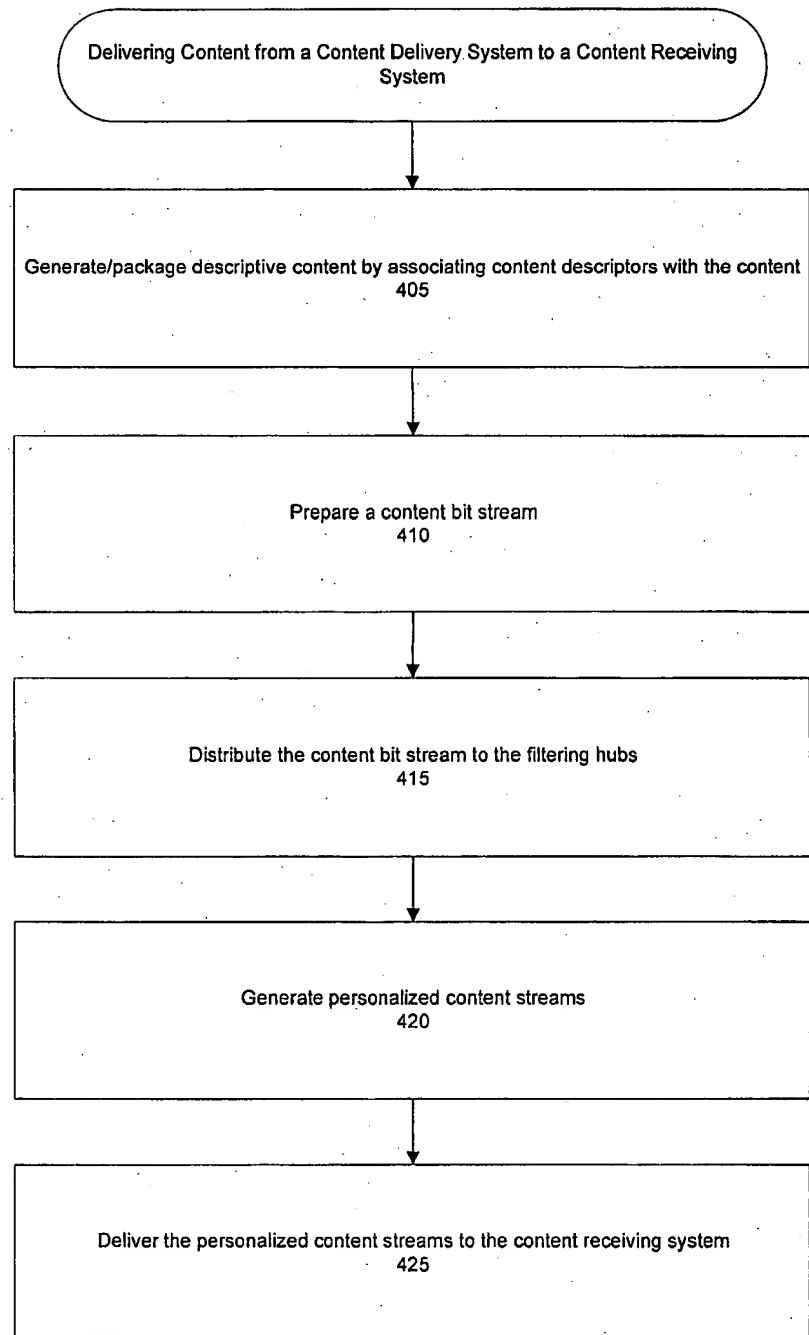 Delivering Content from a Content Delivery System to a Content Receiving
System
Generate/package descriptive content by associating content descriptors with the content
405
Prepare a content bit stream
410
Distribute the content bit stream to the filtering hubs
415
Generate personalized content streams
420
Deliver the personalized content streams to the content receiving system
425